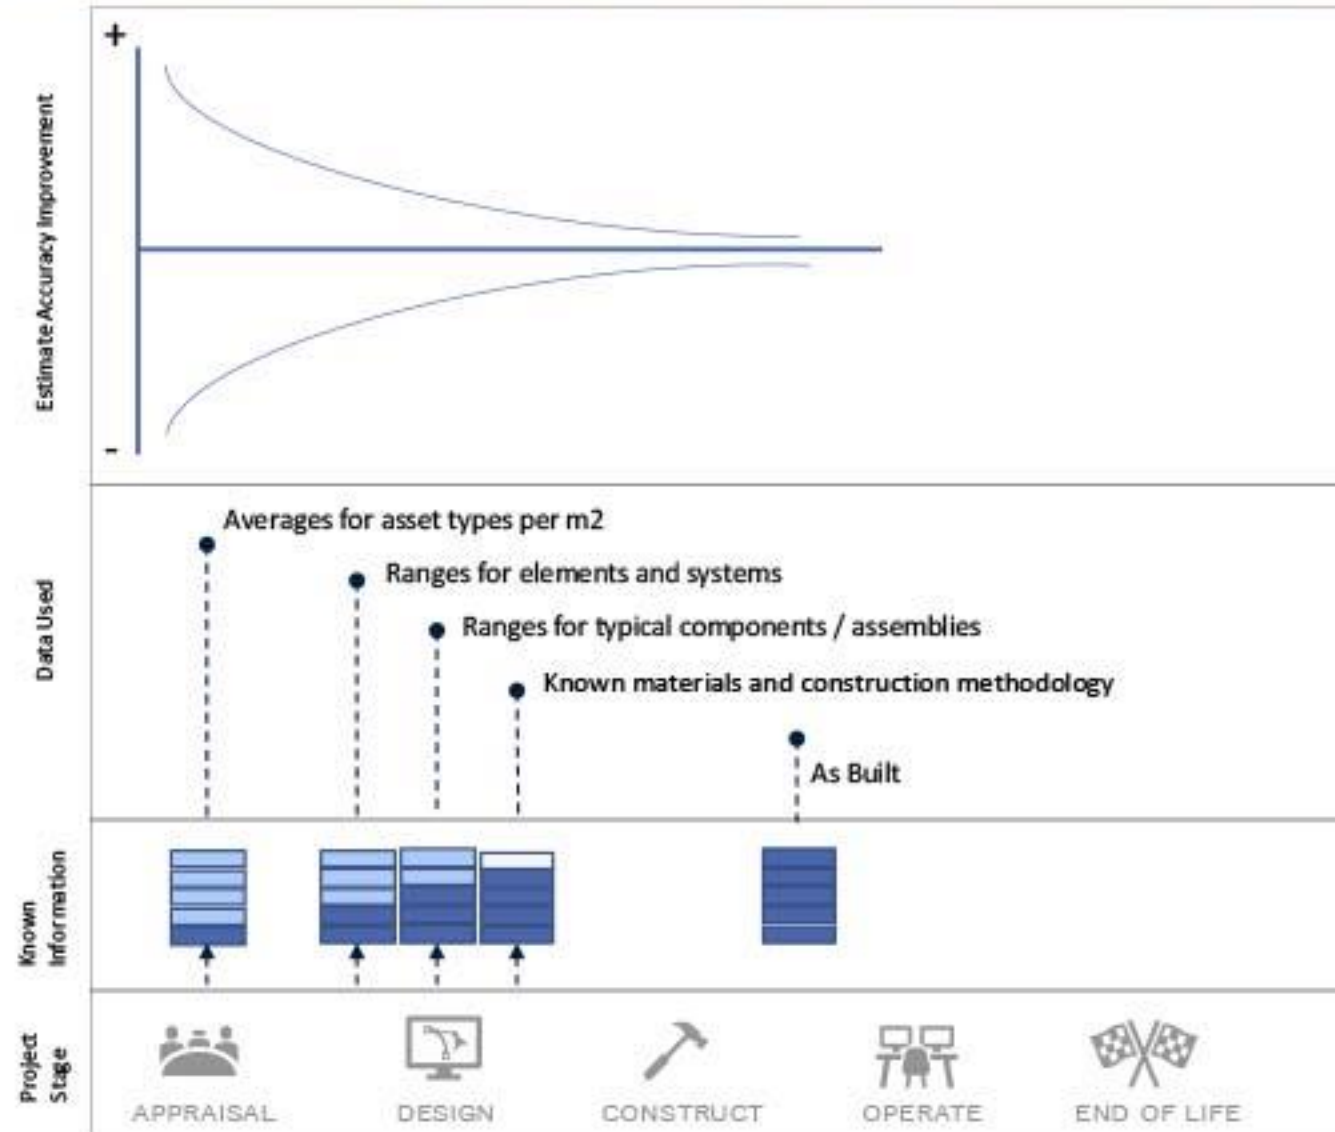 +
Estimate Accuracy Improvement
-
Averages for asset types per m2
Ranges for elements and systems
Ranges for typical components / assemblies
Known materials and construction methodology
As Built
Data Used
Known
Information
Project
Stage
APPRAISAL
DESIGN
CONSTRUCT
OPERATE
END OF LIFE